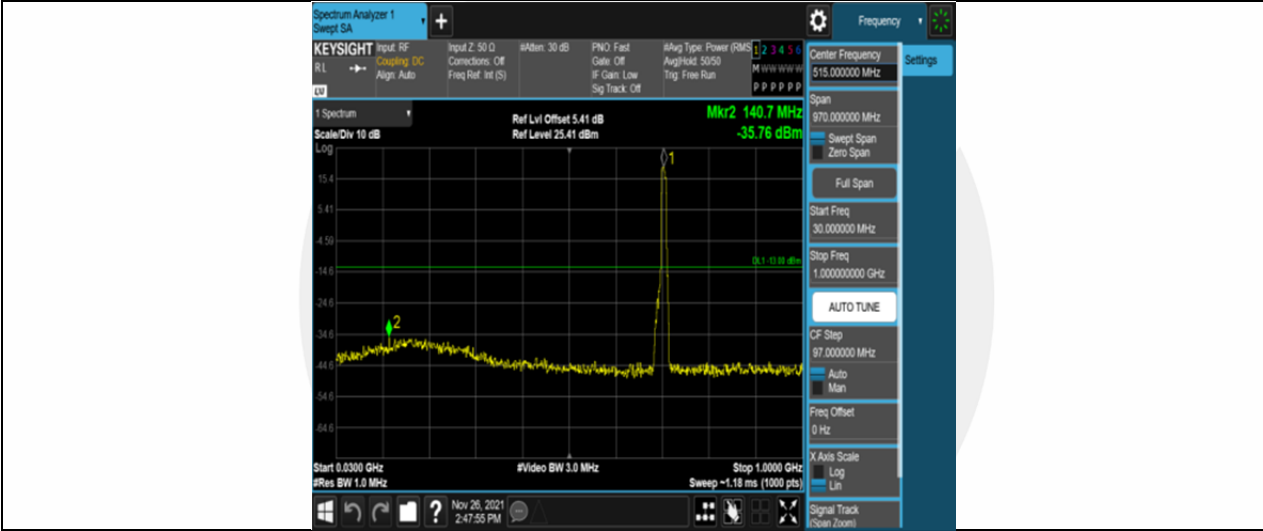 Spectrum Analyzer 1
Swept SA
+
Frequency
KEYSIGHT
RL
LV
Input: RF
Coupling: DC
Align: Auto
Input Z: 50 Ω
Corrections: Off
Freq Ref: Int (S)
#Atten: 30 dB
PNO: Fast
Gate: Off
IF Gain: Low
Sig Track: Off
#Avg Type: Power (RMS
Avg|Hold: 50/50
Trig: Free Run
1 2 3 4 5 6
M W W W W W
P P P P P P
1 Spectrum
Scale/Div 10 dB
Log
Ref Lvl Offset 5.41 dB
Ref Level 25.41 dBm
Mkr2 140.7 MHz
-35.76 dBm
15.4
5.41
-4.59
-14.6
-24.6
-34.6
-44.6
-54.6
-64.6
1
DL1 -13.00 dBm
2
Start 0.0300 GHz
#Res BW 1.0 MHz
#Video BW 3.0 MHz
Stop 1.0000 GHz
Sweep ~1.18 ms (1000 pts)
Center Frequency
515.000000 MHz
Settings
Span
970.000000 MHz
Swept Span
Zero Span
Full Span
Start Freq
30.000000 MHz
Stop Freq
1.000000000 GHz
AUTO TUNE
CF Step
97.000000 MHz
Auto
Man
Freq Offset
0 Hz
X Axis Scale
Log
Lin
Signal Track
(Span Zoom)
?
Nov 26, 2021
2:47:55 PM